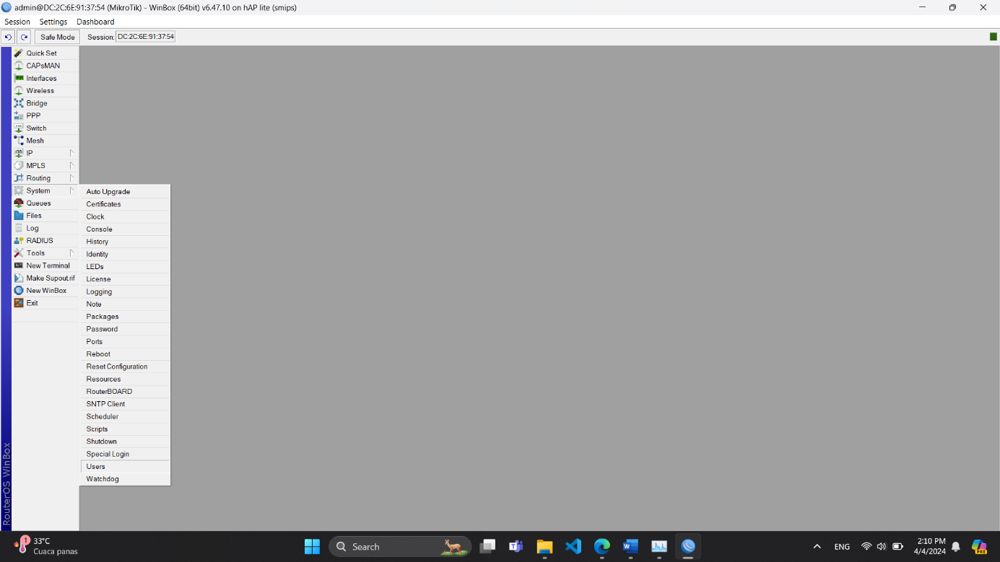 admin@DC:2C:6E:91:37:54 (MikroTik) - WinBox (64bit) v6.47.10 on hAP lite (smips)
Session Settings Dashboard
Safe Mode Session: DC:2C:6E:91:37:54
Quick Set
CAPsMAN
Interfaces
Wireless
Bridge
PPP
Switch
Mesh
IP
MPLS
Routing
System
Queues
Files
Log
RADIUS
Tools
New Terminal
Make Supout.rif
New WinBox
Exit
Auto Upgrade
Certificates
Clock
Console
History
Identity
LEDs
License
Logging
Note
Packages
Password
Ports
Reboot
Reset Configuration
Resources
RouterBOARD
SNTP Client
Scheduler
Scripts
Shutdown
Special Login
Users
Watchdog
RouterOS WinBox
1
33°C
Cuaca panas
Search
ENG
2:10 PM
4/4/2024
PRE